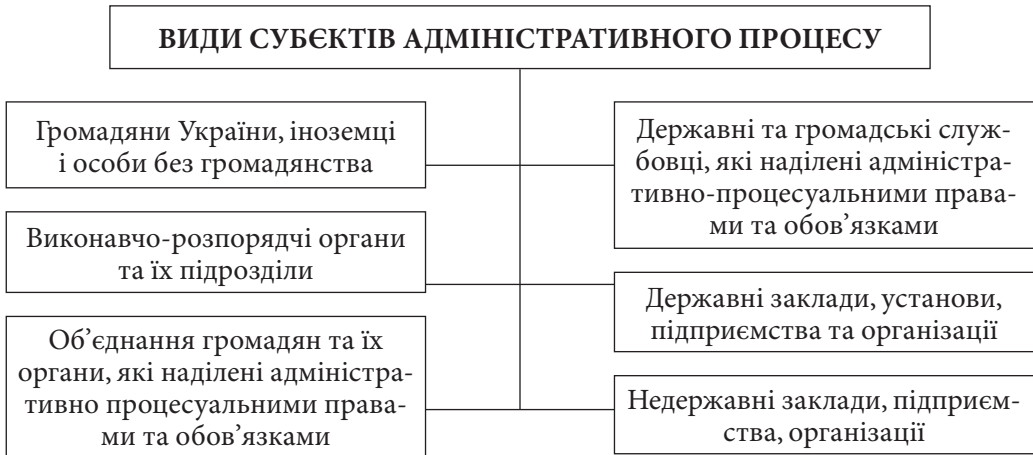 ВИДИ СУБЄКТІВ АДМІНІСТРАТИВНОГО ПРОЦЕСУ
Громадяни України, іноземці
і особи без громадянства
Виконавчо-розпорядчі органи
та їх підрозділи
Об’єднання громадян та їх
органи, які наділені адміністра-
тивно процесуальними права-
ми та обов’язками
Державні та громадські служ-
бовці, які наділені адміністра-
тивно-процесуальними права-
ми та обов’язками
Державні заклади, установи,
підприємства та організації
Недержавні заклади, підприєм-
ства, організації